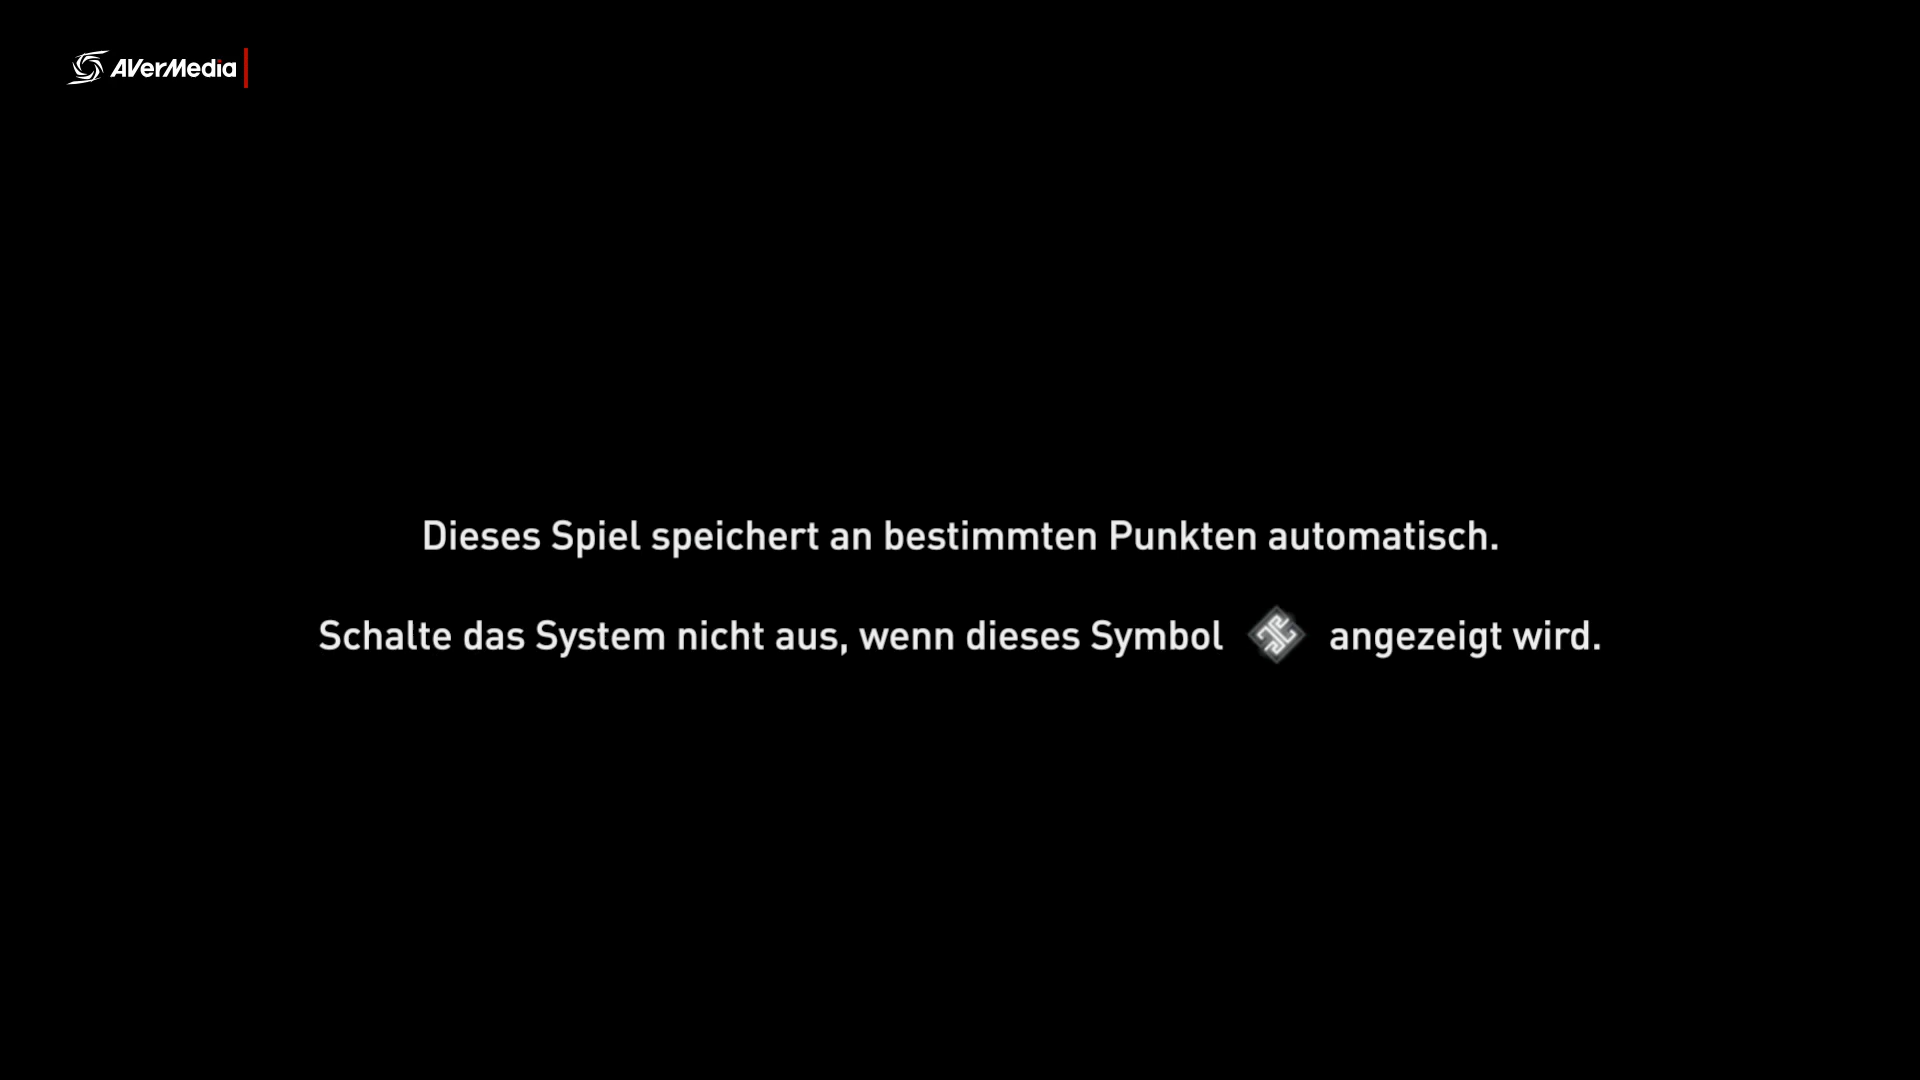 AVerMedia
Dieses Spiel speichert an bestimmten Punkten automatisch.
Schalte das System nicht aus, wenn dieses Symbol angezeigt wird.